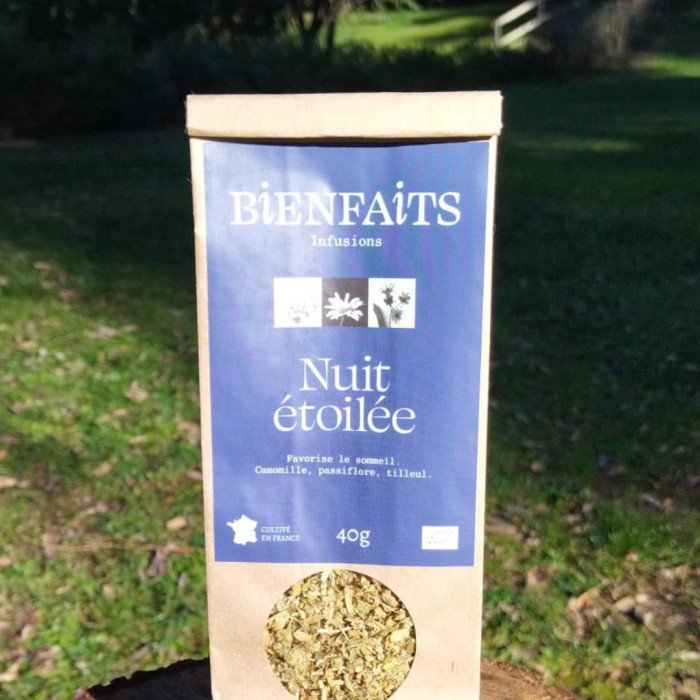 BiENFAiTS
Infusions
Nuit
étoilée
Favorise le sommeil.
Camomille, passiflore, tilleul.
CULTIVÉ
EN FRANCE
40g